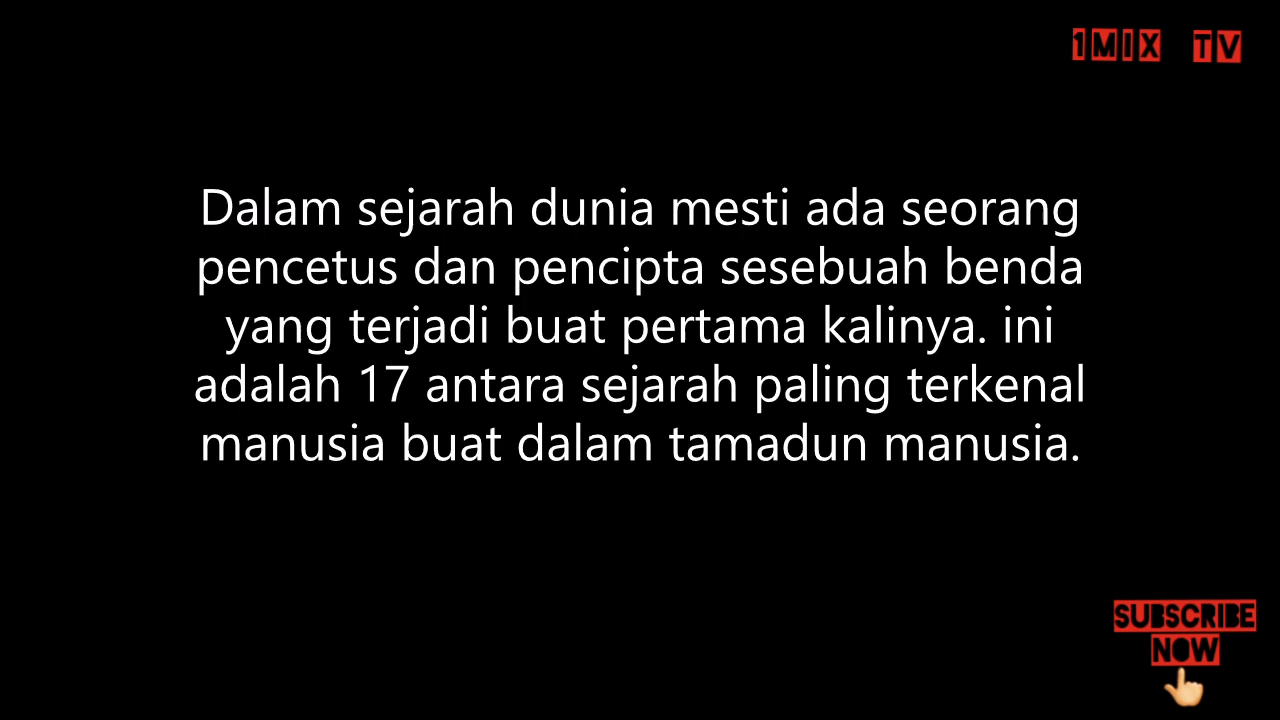 1MIX TV
Dalam sejarah dunia mesti ada seorang
pencetus dan pencipta sesebuah benda
yang terjadi buat pertama kalinya. ini
adalah 17 antara sejarah paling terkenal
manusia buat dalam tamadun manusia.
SUBSCRIBE
NOW